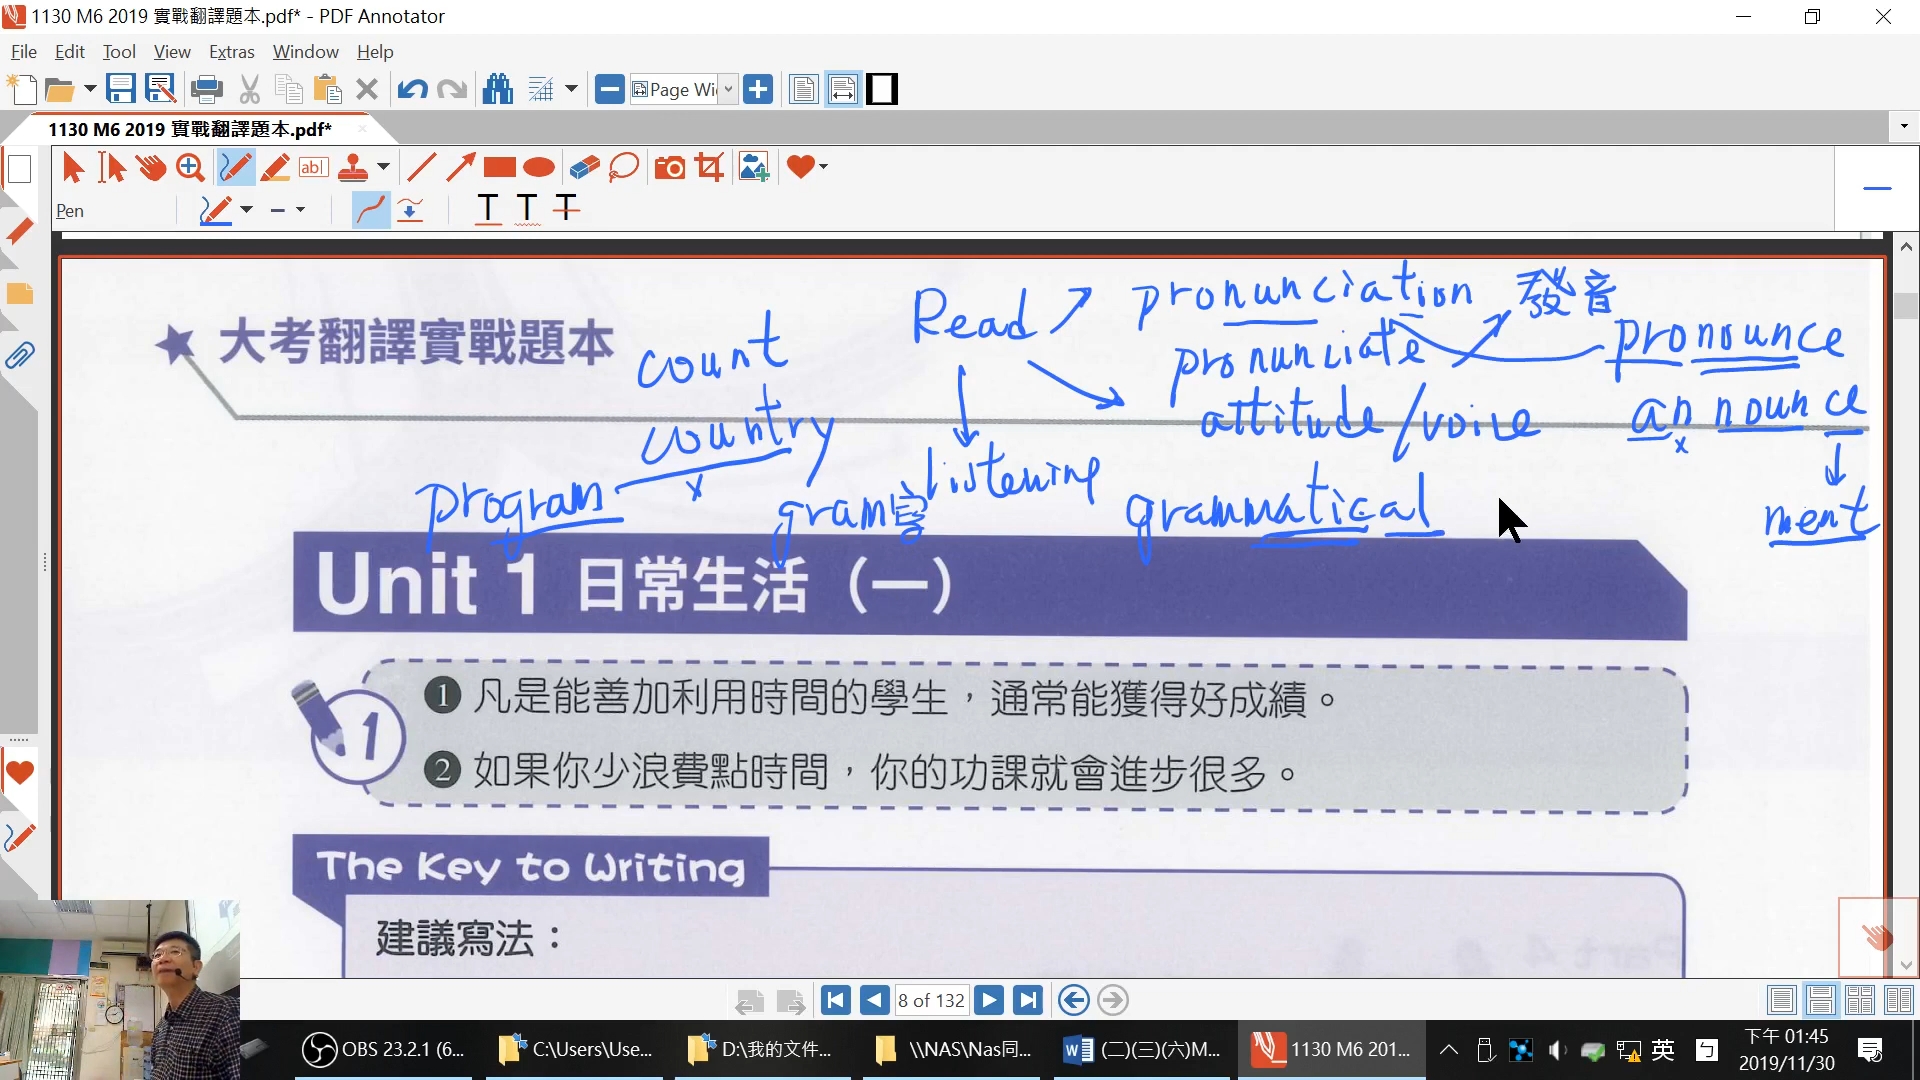 1130 M6 2019 實戰翻譯題本.pdf* - PDF Annotator
File Edit Tool View Extras Window Help
Page Wi
1130 M6 2019 實戰翻譯題本.pdf*
ab|
Pen
T T T
大考翻譯實戰題本
Read
pronunciation 發音
pronunciate
pronounce
count
attitude/voice
announce
x
country
x
listening
ment
program
gram
grammatical
Unit 1 日常生活（一）
1
❶ 凡是能善加利用時間的學生，通常能獲得好成績。
❷ 如果你少浪費點時間，你的功課就會進步很多。
The Key to Writing
建議寫法：
8 of 132
OBS 23.2.1 (6...
C:\Users\Use...
D:\我的文件...
\\NAS\Nas同...
(二)(三)(六)M...
1130 M6 201...
英
ㄅ
下午 01:45
2019/11/30